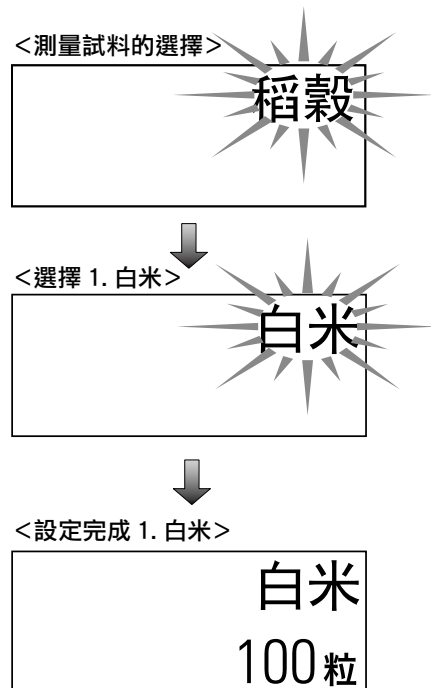 <測量試料的選擇>
稻穀
<選擇 1. 白米>
白米
<設定完成 1. 白米>
白米
100粒